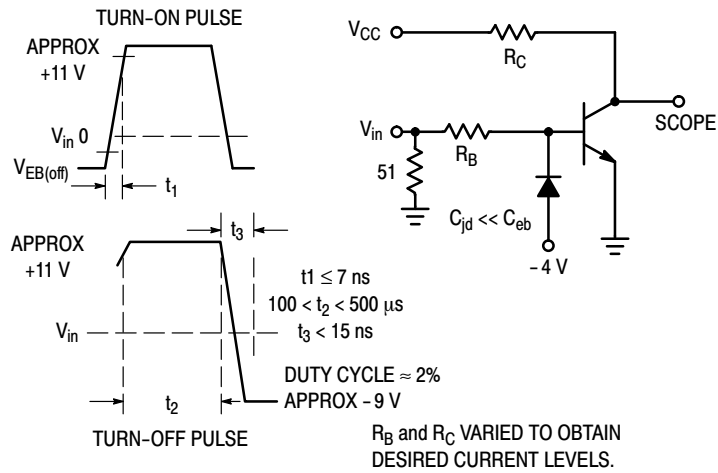 TURN-ON PULSE
APPROX
+11 V
V_in 0
V_EB(off)
t_1
V_CC
R_C
V_in
R_B
51
SCOPE
C_jd << C_eb
-4 V
t_3
APPROX
+11 V
t1 ≤ 7 ns
100 < t_2 < 500 μs
t_3 < 15 ns
V_in
DUTY CYCLE ≈ 2%
t_2
APPROX -9 V
TURN-OFF PULSE
R_B and R_C VARIED TO OBTAIN
DESIRED CURRENT LEVELS.